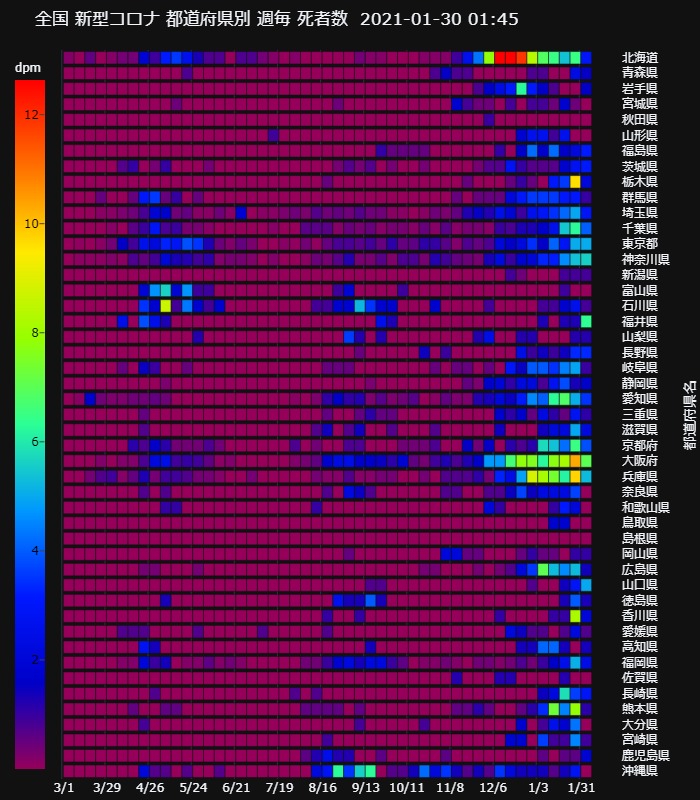 全国 新型コロナ 都道府県別 週毎 死者数 2021-01-30 01:45
dpm
12
10
8
6
4
2
北海道
青森県
岩手県
宮城県
秋田県
山形県
福島県
茨城県
栃木県
群馬県
埼玉県
千葉県
東京都
神奈川県
新潟県
富山県
石川県
福井県
山梨県
長野県
岐阜県
静岡県
愛知県
三重県
滋賀県
京都府
大阪府
兵庫県
奈良県
和歌山県
鳥取県
島根県
岡山県
広島県
山口県
徳島県
香川県
愛媛県
高知県
福岡県
佐賀県
長崎県
熊本県
大分県
宮崎県
鹿児島県
沖縄県
都道府県名
3/1 3/29 4/26 5/24 6/21 7/19 8/16 9/13 10/11 11/8 12/6 1/3 1/31